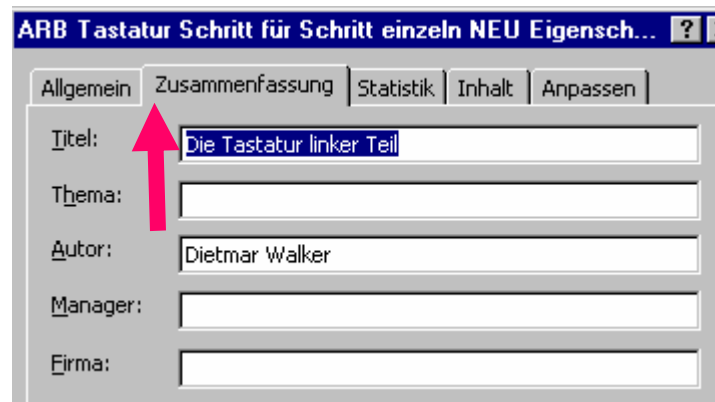 ARB Tastatur Schritt für Schritt einzeln NEU Eigensch... ?
Allgemein Zusammenfassung Statistik Inhalt Anpassen
Titel: Die Tastatur linker Teil
Thema:
Autor: Dietmar Walker
Manager:
Firma: